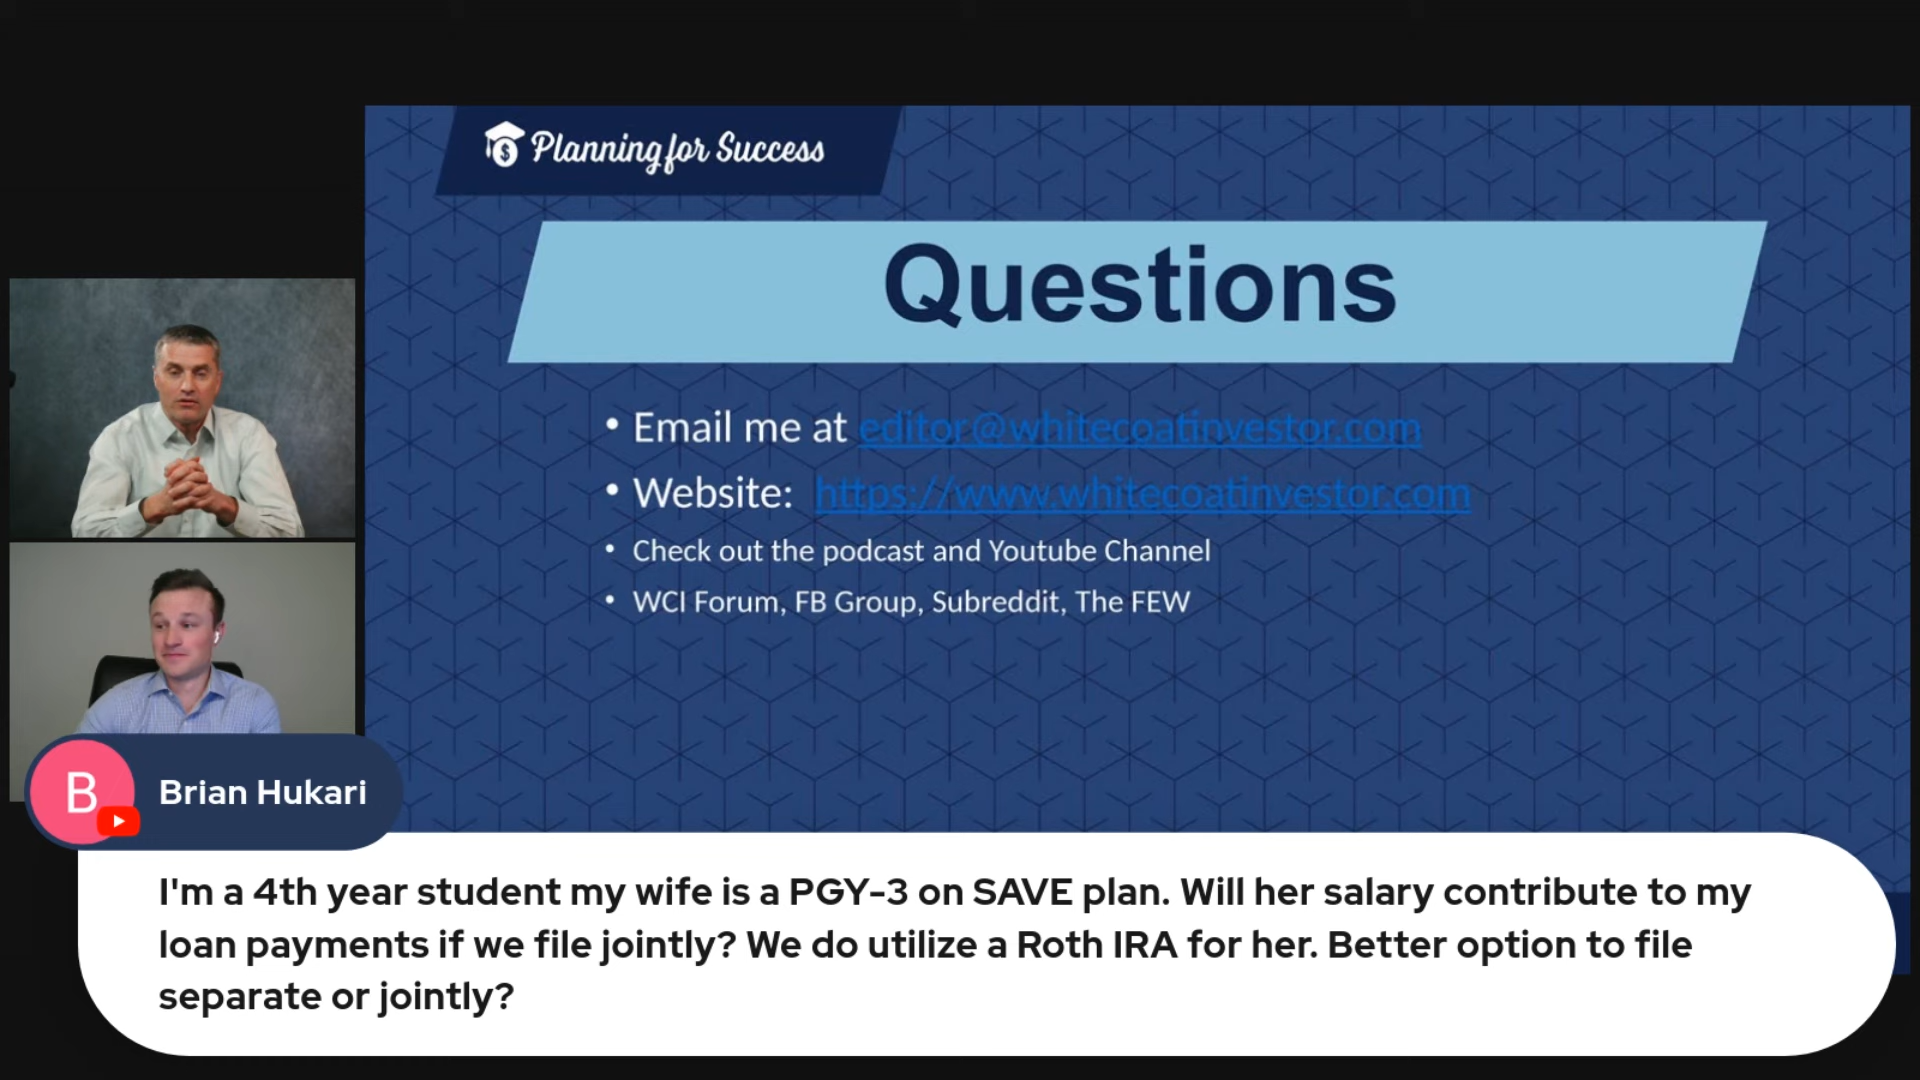 Planning for Success
Questions
• Email me at editor@whitecoatinvestor.com
• Website: https://www.whitecoatinvestor.com
• Check out the podcast and Youtube Channel
• WCI Forum, FB Group, Subreddit, The FEW
B
Brian Hukari
I'm a 4th year student my wife is a PGY-3 on SAVE plan. Will her salary contribute to my
loan payments if we file jointly? We do utilize a Roth IRA for her. Better option to file
separate or jointly?